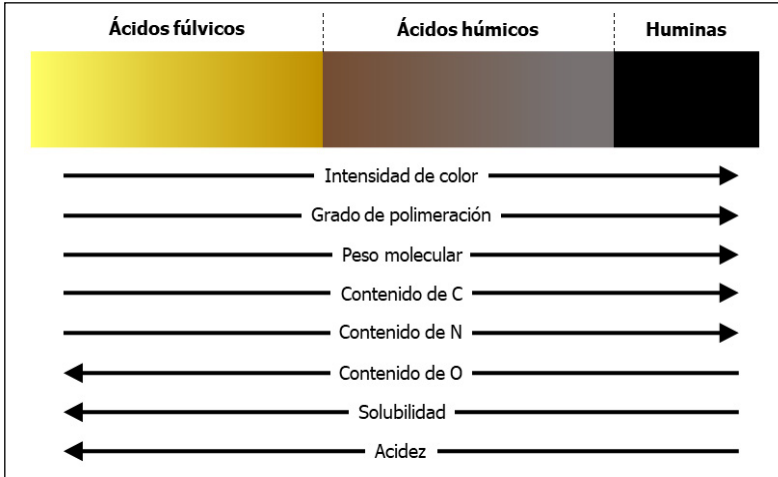 Ácidos fúlvicos Ácidos húmicos Huminas
Intensidad de color
Grado de polimeración
Peso molecular
Contenido de C
Contenido de N
Contenido de O
Solubilidad
Acidez